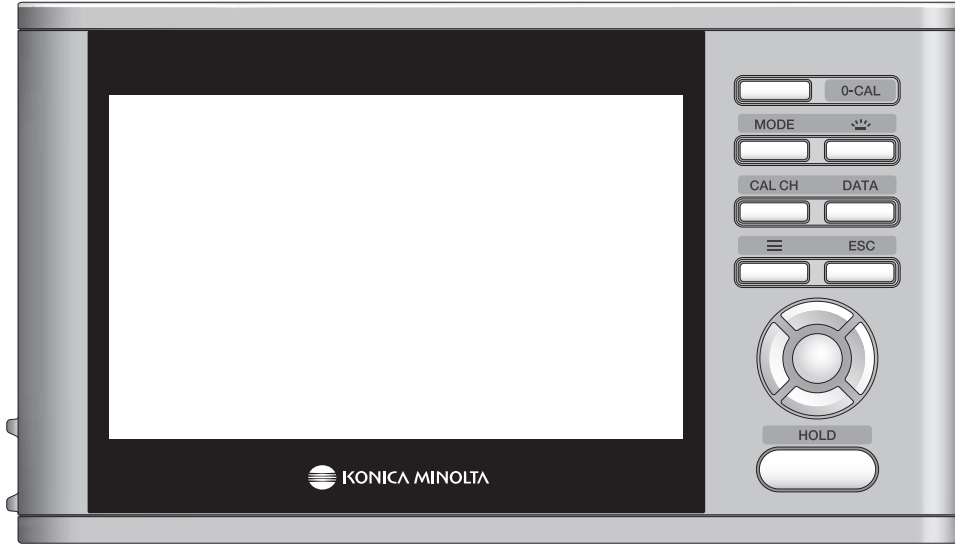 0-CAL
MODE
CAL CH DATA
ESC
HOLD
KONICA MINOLTA